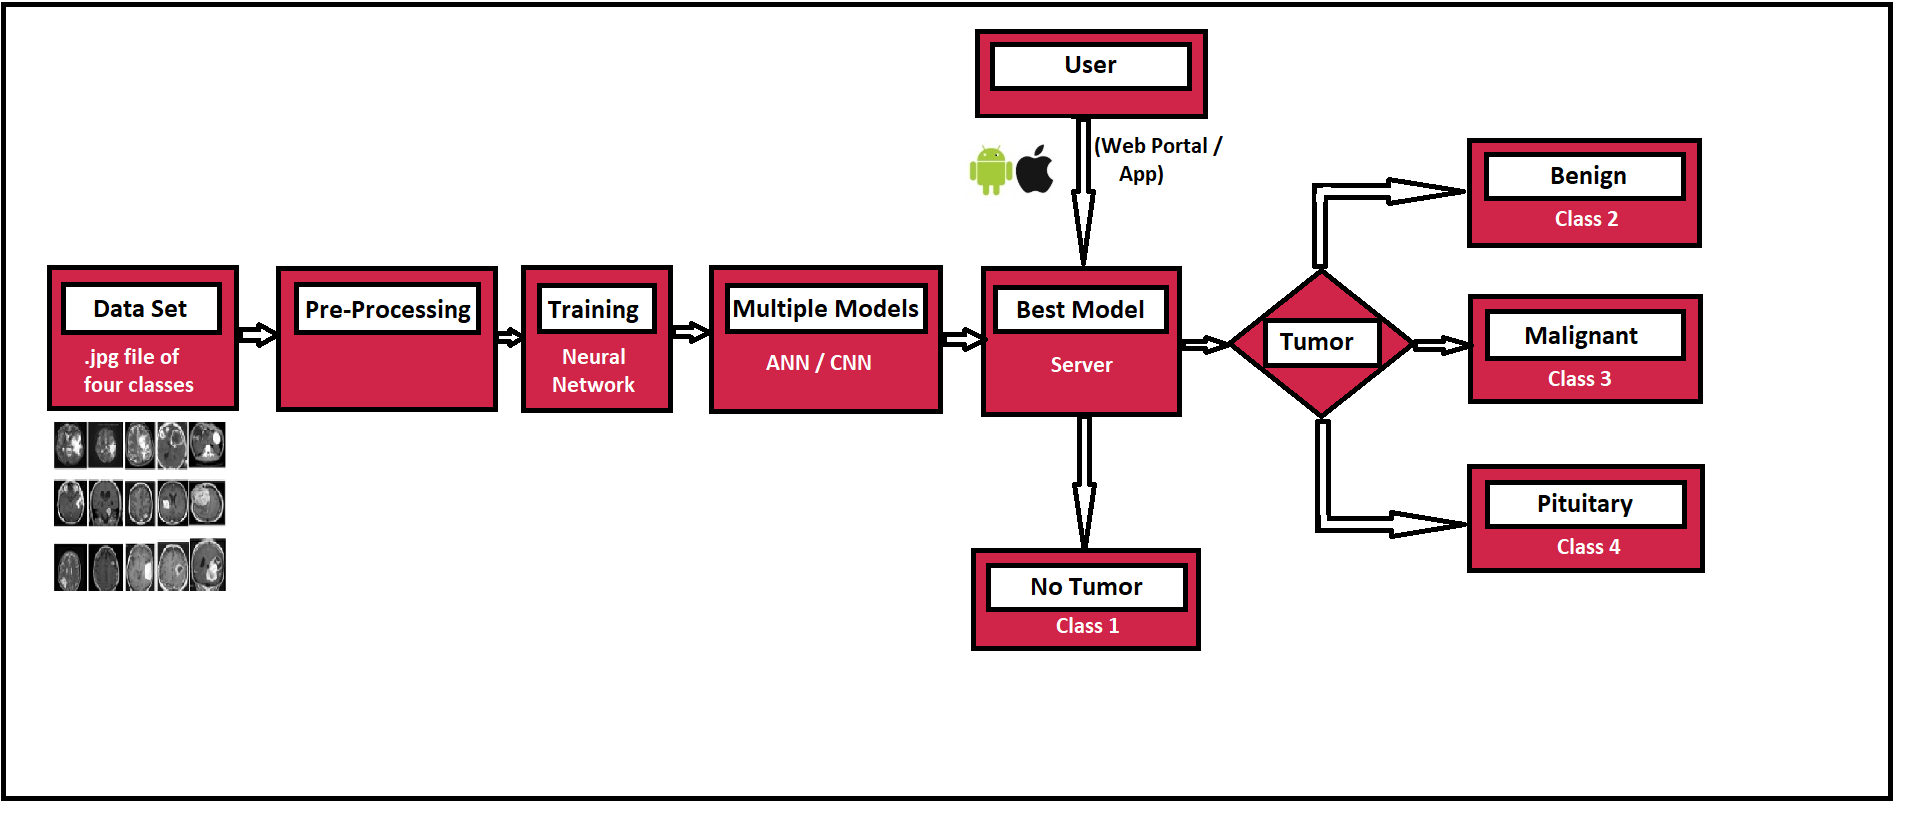 User
(Web Portal /
App)
Benign
Class 2
Data Set
.jpg file of
four classes
Pre-Processing
Training
Neural
Network
Multiple Models
ANN / CNN
Best Model
Server
Tumor
Malignant
Class 3
Pituitary
Class 4
No Tumor
Class 1